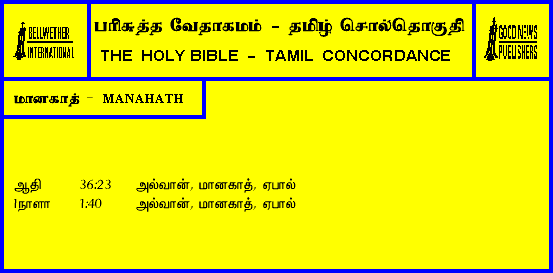 BELLWETHER
INTERNATIONAL
பரிசுத்த வேதாகமம் - தமிழ் சொல்தொகுதி
THE HOLY BIBLE - TAMIL CONCORDANCE
GOOD NEWS
PUBLISHERS
மானகாத் - MANAHATH
ஆதி 36:23 அல்வான், மானகாத், ஏபால்
1நாளா 1:40 அல்வான், மானகாத், ஏபால்